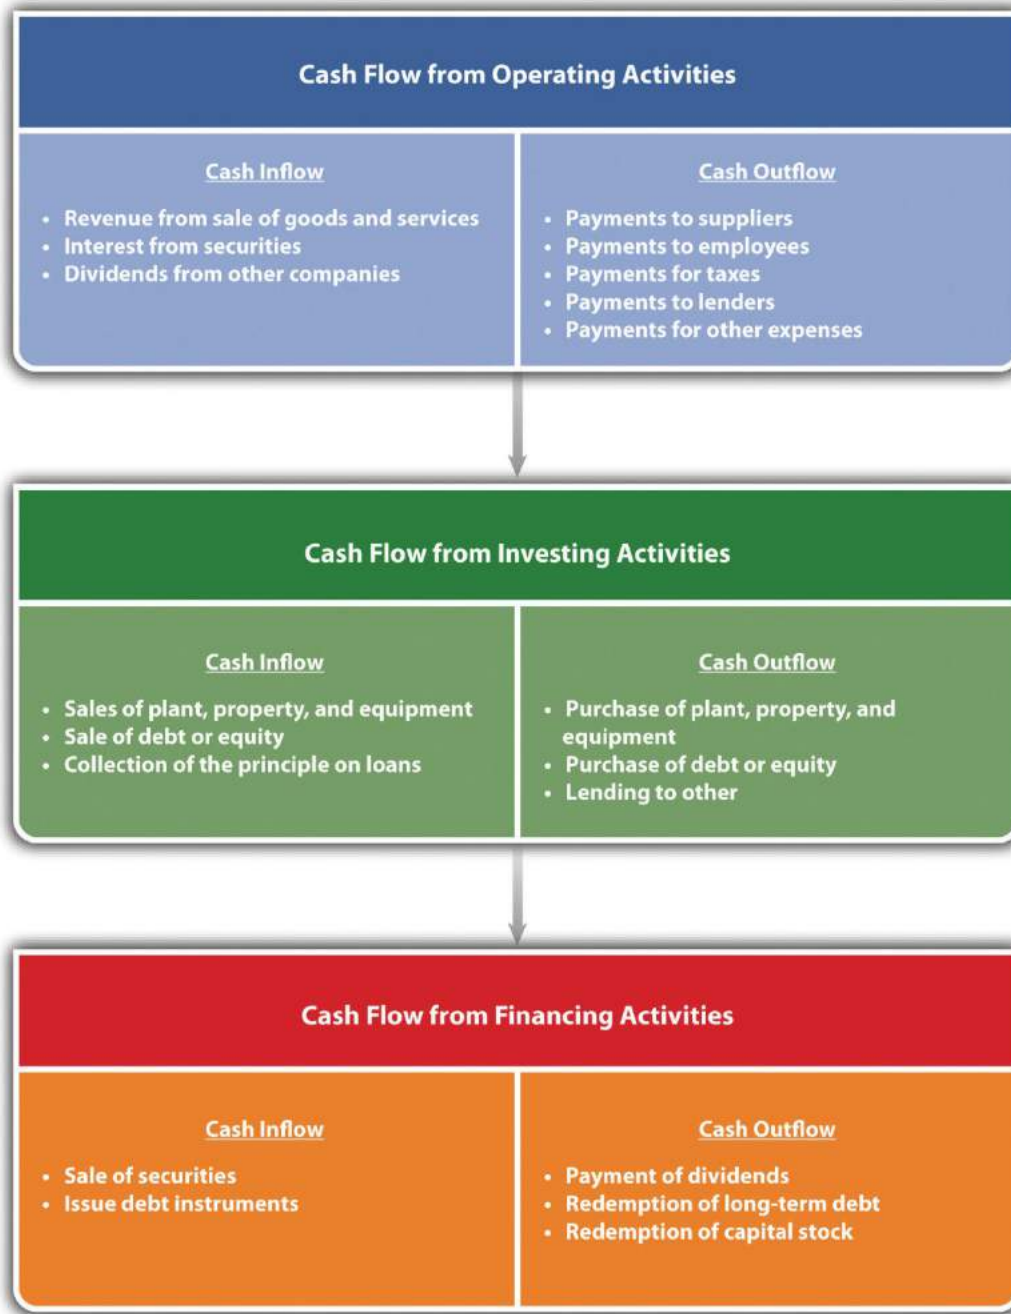 Cash Flow from Operating Activities
Cash Inflow
• Revenue from sale of goods and services
• Interest from securities
• Dividends from other companies
Cash Outflow
• Payments to suppliers
• Payments to employees
• Payments for taxes
• Payments to lenders
• Payments for other expenses
Cash Flow from Investing Activities
Cash Inflow
• Sales of plant, property, and equipment
• Sale of debt or equity
• Collection of the principle on loans
Cash Outflow
• Purchase of plant, property, and
equipment
• Purchase of debt or equity
• Lending to other
Cash Flow from Financing Activities
Cash Inflow
• Sale of securities
• Issue debt instruments
Cash Outflow
• Payment of dividends
• Redemption of long-term debt
• Redemption of capital stock